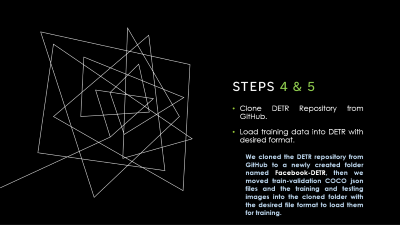 STEPS 4 & 5
• Clone DETR Repository from
GitHub.
• Load training data into DETR with
desired format.
We cloned the DETR repository from
GitHub to a newly created folder
named Facebook-DETR, then we
moved train-validation COCO json
files and the training and testing
images into the cloned folder with
the desired file format to load them
for training.